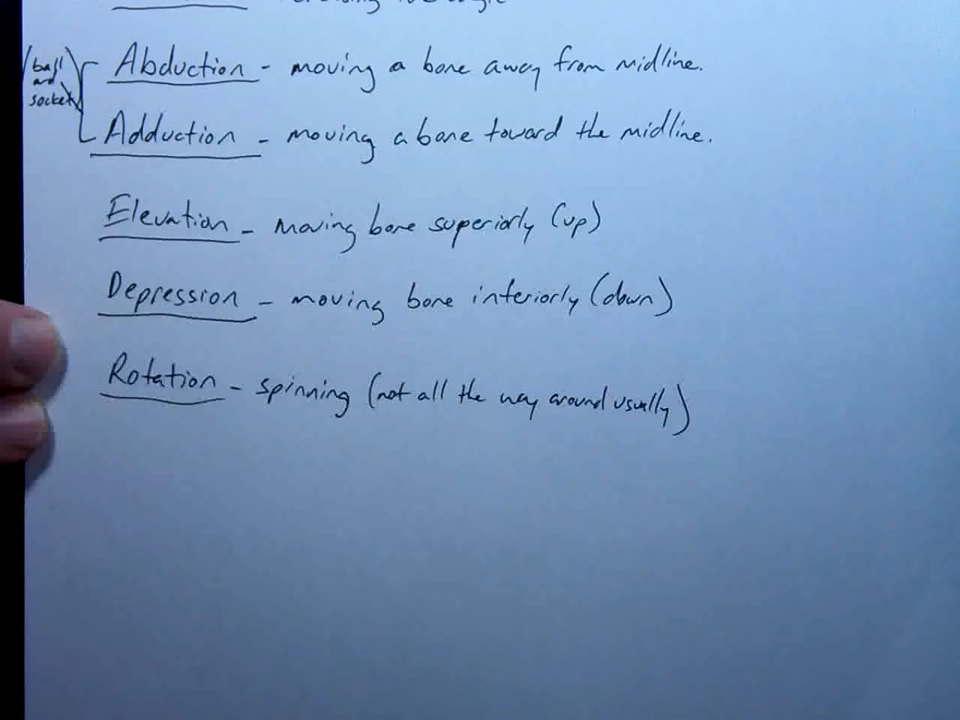 Abduction - moving a bone away from midline.
(ball and socket)
Adduction - moving a bone toward the midline.
Elevation - moving bone superiorly (up)
Depression - moving bone inferiorly (down)
Rotation - spinning (not all the way around usually)